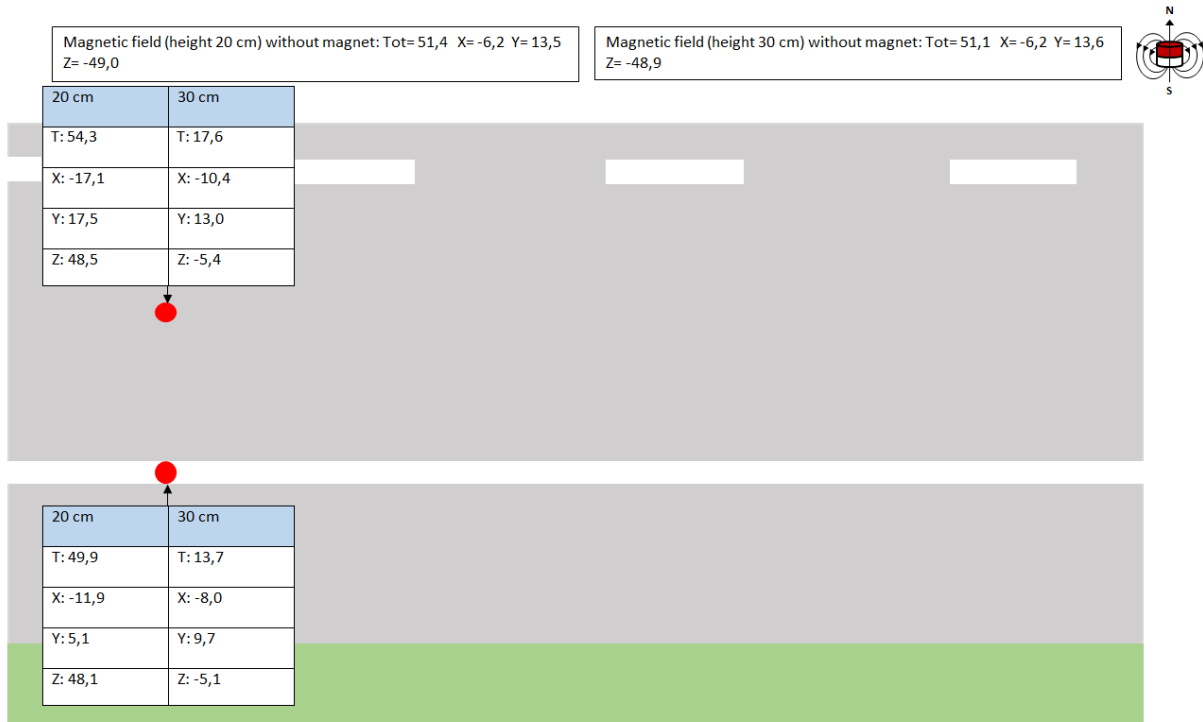 Magnetic field (height 20 cm) without magnet: Tot= 51,4 X= -6,2 Y= 13,5
Z= -49,0
Magnetic field (height 30 cm) without magnet: Tot= 51,1 X= -6,2 Y= 13,6
Z= -48,9
N
S
20 cm 30 cm
T: 54,3 T: 17,6
X: -17,1 X: -10,4
Y: 17,5 Y: 13,0
Z: 48,5 Z: -5,4
20 cm 30 cm
T: 49,9 T: 13,7
X: -11,9 X: -8,0
Y: 5,1 Y: 9,7
Z: 48,1 Z: -5,1